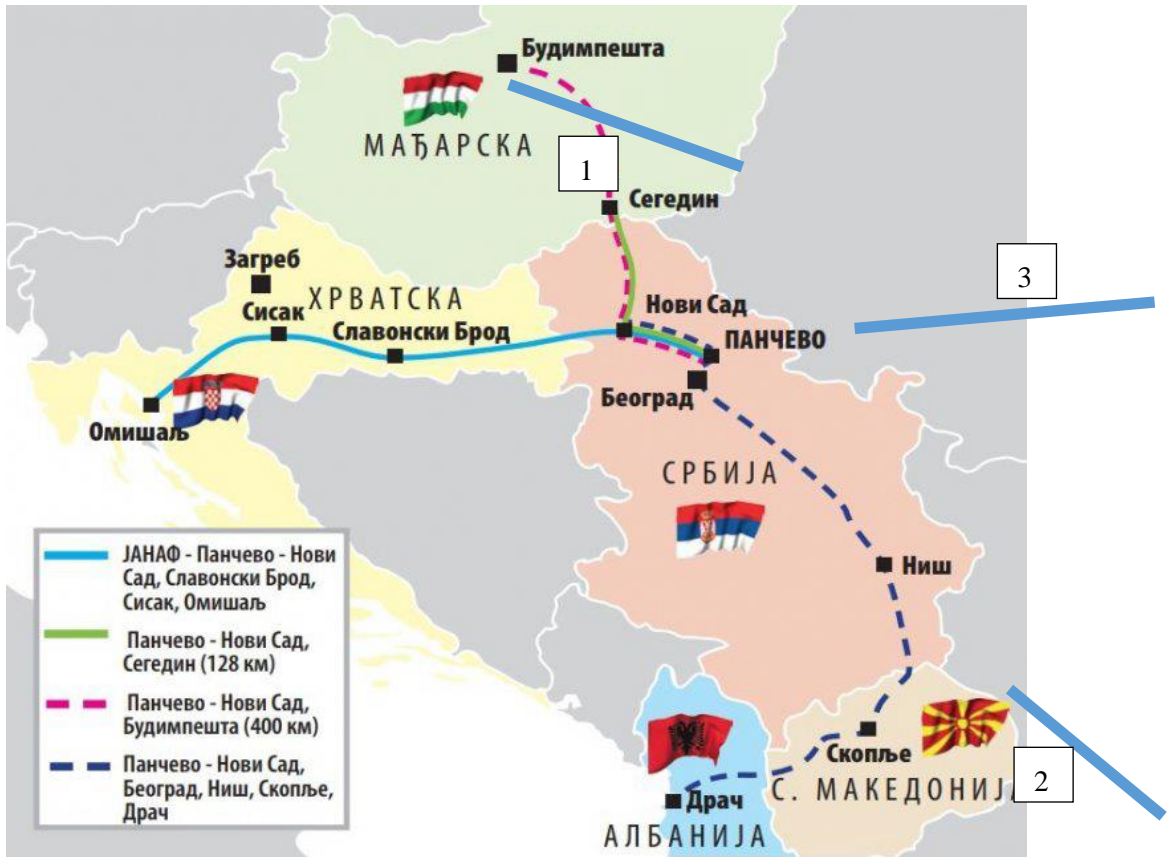 Будимпешта
МАЂАРСКА
1
Сегедин
Загреб
ХРВАТСКА
Сисак
Славонски Брод
Нови Сад
3
ПАНЧЕВО
Београд
Омишаљ
СРБИЈА
Ниш
ЈАНАФ - Панчево - Нови
Сад, Славонски Брод,
Сисак, Омишаљ
Панчево - Нови Сад,
Сегедин (128 км)
Панчево - Нови Сад,
Будимпешта (400 км)
Панчево - Нови Сад,
Београд, Ниш, Скопље,
Драч
Скопље
2
С. МАКЕДОНИЈА
Драч
АЛБАНИЈА